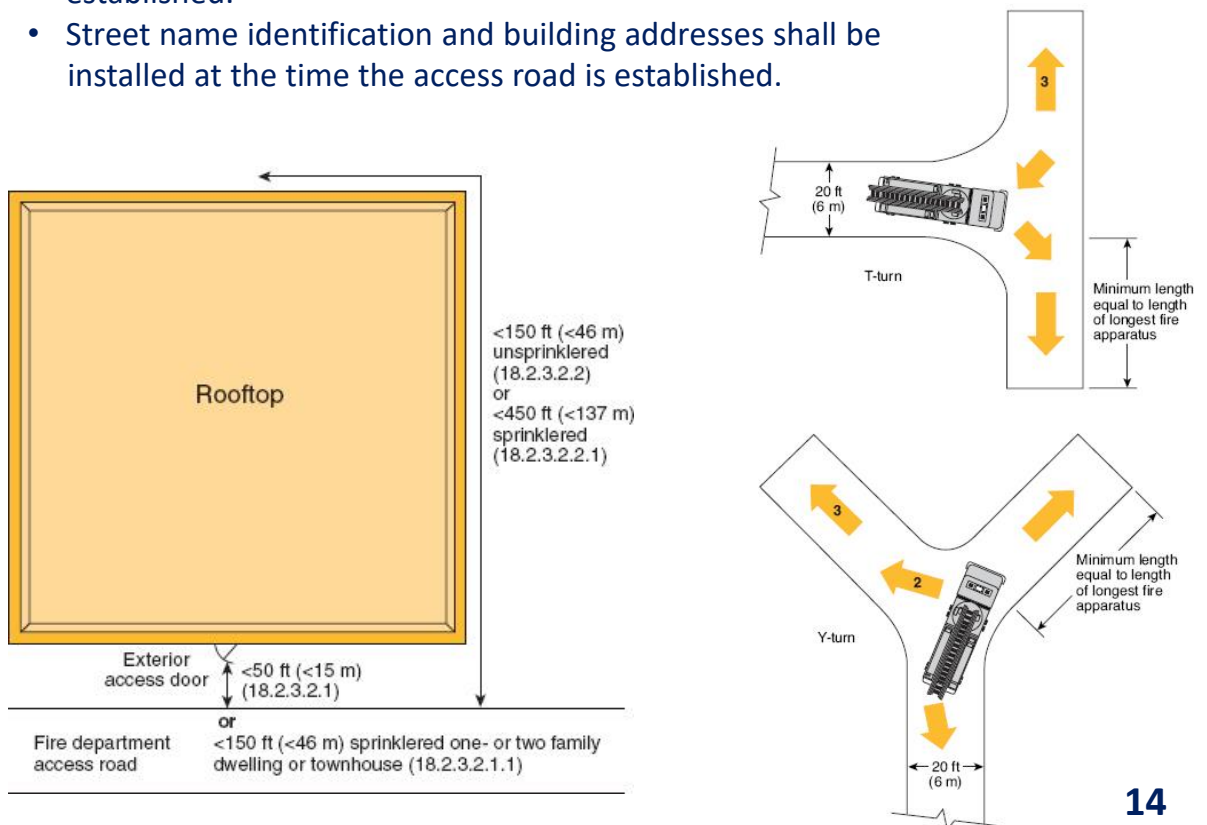 established.
• Street name identification and building addresses shall be
installed at the time the access road is established.
Rooftop
<150 ft (<46 m)
unsprinklered
(18.2.3.2.2)
or
<450 ft (<137 m)
sprinklered
(18.2.3.2.2.1)
Exterior
access door
<50 ft (<15 m)
(18.2.3.2.1)
or
<150 ft (<46 m) sprinklered one- or two family
dwelling or townhouse (18.2.3.2.1.1)
Fire department
access road
3
20 ft
(6 m)
T-turn
Minimum length
equal to length
of longest fire
apparatus
3
2
Minimum length
equal to length
of longest fire
apparatus
Y-turn
20 ft
(6 m)
14